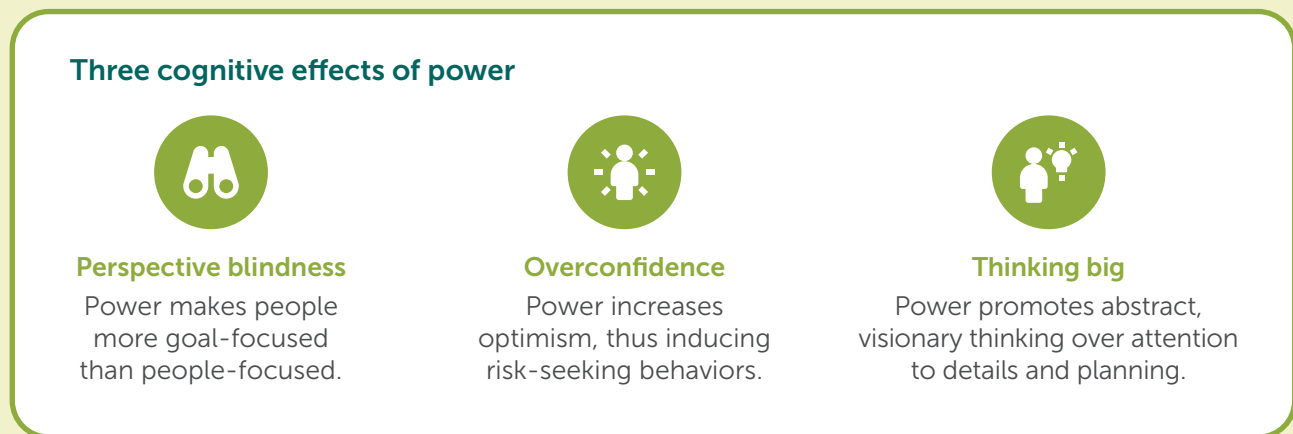 Three cognitive effects of power
Perspective blindness
Power makes people
more goal-focused
than people-focused.
Overconfidence
Power increases
optimism, thus inducing
risk-seeking behaviors.
Thinking big
Power promotes abstract,
visionary thinking over attention
to details and planning.